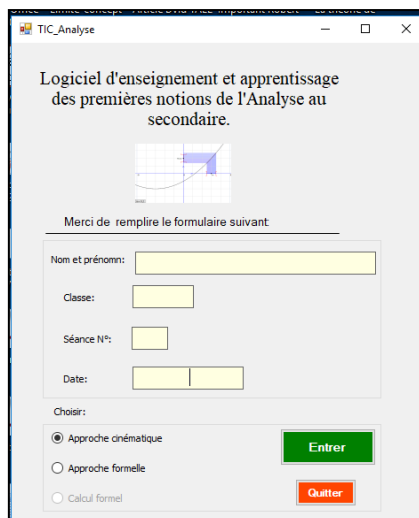 TIC_Analyse
Logiciel d'enseignement et apprentissage
des premières notions de l'Analyse au
secondaire.
Merci de remplire le formulaire suivant
Nom et prénomn:
Classe:
Séance N°:
Date:
Choisir:
Approche cinématique
Entrer
Approche formelle
Calcul formel
Quitter